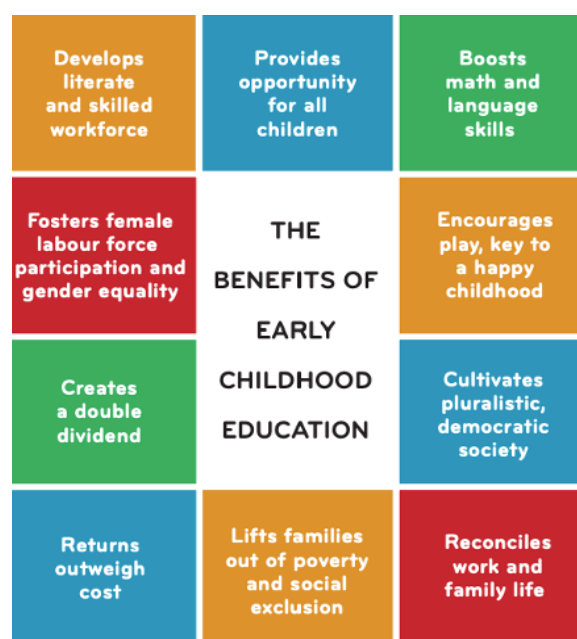 Develops
literate
and skilled
workforce
Provides
opportunity
for all
children
Boosts
math and
language
skills
Fosters female
labour force
participation and
gender equality
THE
BENEFITS OF
EARLY
CHILDHOOD
EDUCATION
Encourages
play, key to
a happy
childhood
Creates
a double
dividend
Cultivates
pluralistic,
democratic
society
Returns
outweigh
cost
Lifts families
out of poverty
and social
exclusion
Reconciles
work and
family life